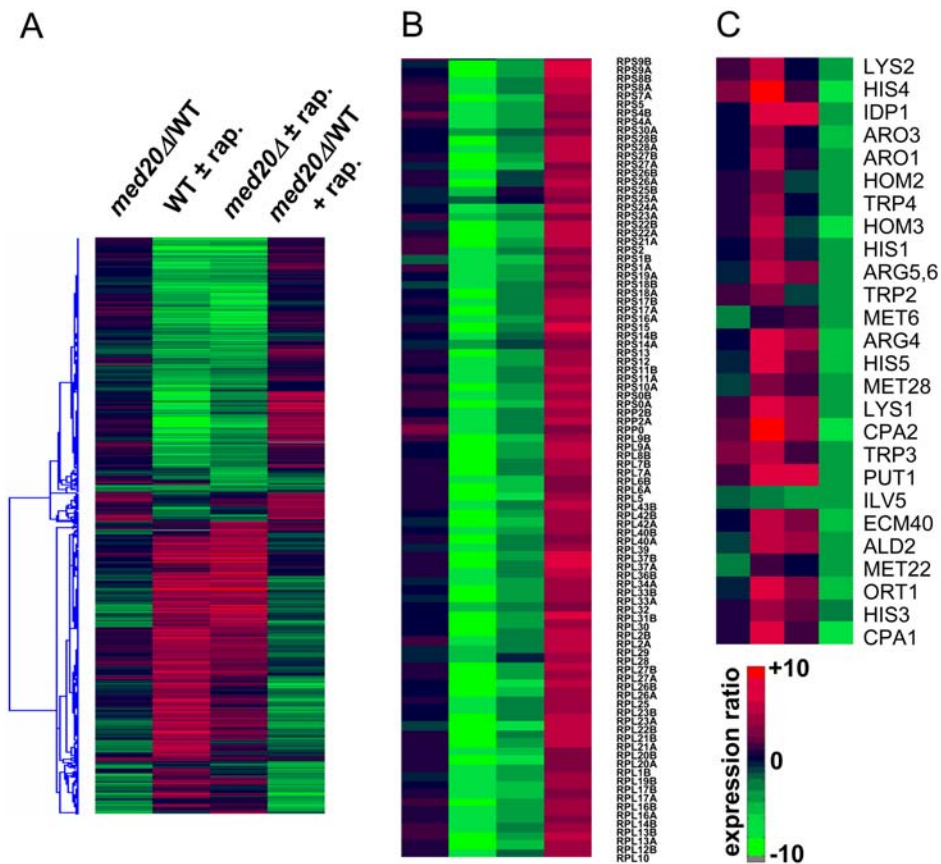 A
B
C
med20Δ/WT
WT ± rap.
med20Δ ± rap.
med20Δ/WT
+ rap.
RPS9B
RPS9A
RPS8B
RPS8A
RPS7A
RPS5
RPS4B
RPS4A
RPS30A
RPS28B
RPS28A
RPS27B
RPS27A
RPS26B
RPS26A
RPS25B
RPS25A
RPS24A
RPS23A
RPS22B
RPS22A
RPS21A
RPS2
RPS1B
RPS1A
RPS19A
RPS18B
RPS18A
RPS17B
RPS17A
RPS16A
RPS15
RPS14B
RPS14A
RPS13
RPS12
RPS11B
RPS11A
RPS10A
RPS0B
RPS0A
RPP2B
RPP2A
RPP0
RPL9B
RPL9A
RPL8B
RPL7B
RPL7A
RPL6B
RPL6A
RPL5
RPL43B
RPL42B
RPL42A
RPL40B
RPL40A
RPL39
RPL37B
RPL37A
RPL36B
RPL34A
RPL33B
RPL33A
RPL32
RPL31B
RPL30
RPL2B
RPL2A
RPL29
RPL28
RPL27B
RPL27A
RPL26B
RPL26A
RPL25
RPL23B
RPL23A
RPL22B
RPL21B
RPL21A
RPL20B
RPL20A
RPL1B
RPL19B
RPL17B
RPL17A
RPL16B
RPL16A
RPL14B
RPL13B
RPL13A
RPL12B
RPL10
LYS2
HIS4
IDP1
ARO3
ARO1
HOM2
TRP4
HOM3
HIS1
ARG5,6
TRP2
MET6
ARG4
HIS5
MET28
LYS1
CPA2
TRP3
PUT1
ILV5
ECM40
ALD2
MET22
ORT1
HIS3
CPA1
expression ratio
+10
0
-10